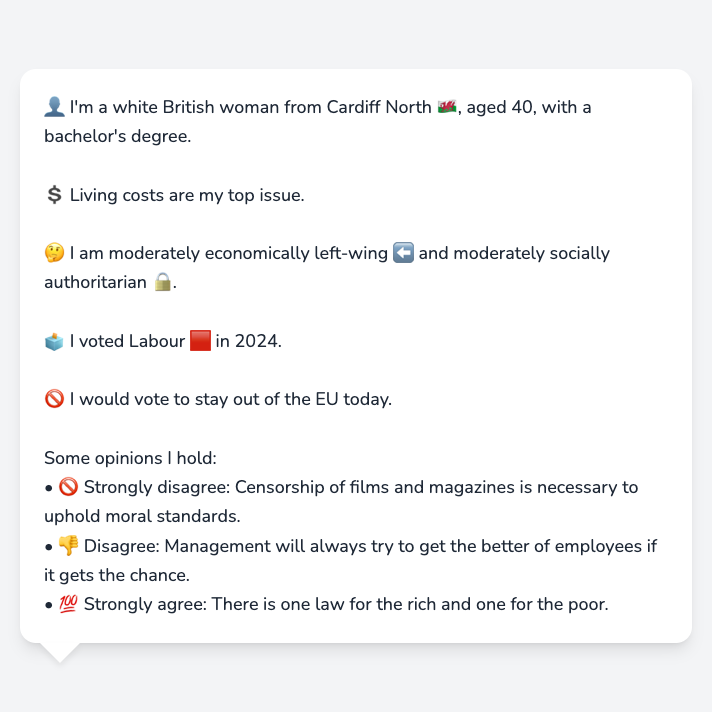 👤 I'm a white British woman from Cardiff North 🏴󠁧󠁢󠁷󠁬󠁳󠁿, aged 40, with a
bachelor's degree.
💲 Living costs are my top issue.
🤔 I am moderately economically left-wing ⬅️ and moderately socially
authoritarian 🔒.
🗳️ I voted Labour 🟥 in 2024.
🚫 I would vote to stay out of the EU today.
Some opinions I hold:
• 🚫 Strongly disagree: Censorship of films and magazines is necessary to
uphold moral standards.
• 👎 Disagree: Management will always try to get the better of employees if
it gets the chance.
• 💯 Strongly agree: There is one law for the rich and one for the poor.